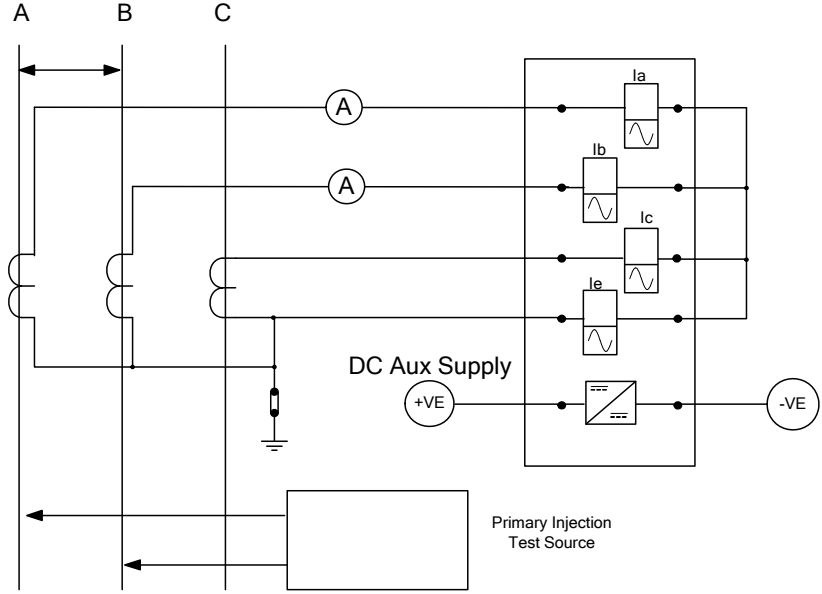 A B C
A
Ia
A
Ib
Ic
Ie
DC Aux Supply
+VE
-VE
Primary Injection
Test Source